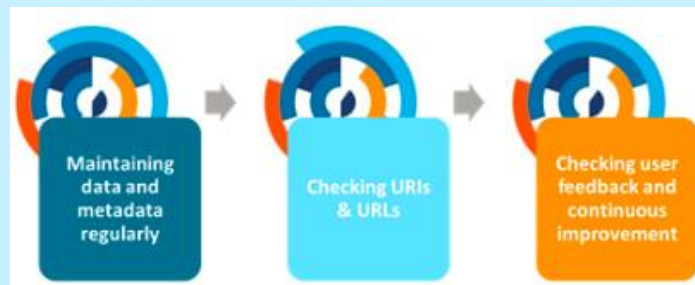 Maintaining
data and
metadata
regularly
Checking URIs
& URLs
Checking user
feedback and
continuous
improvement